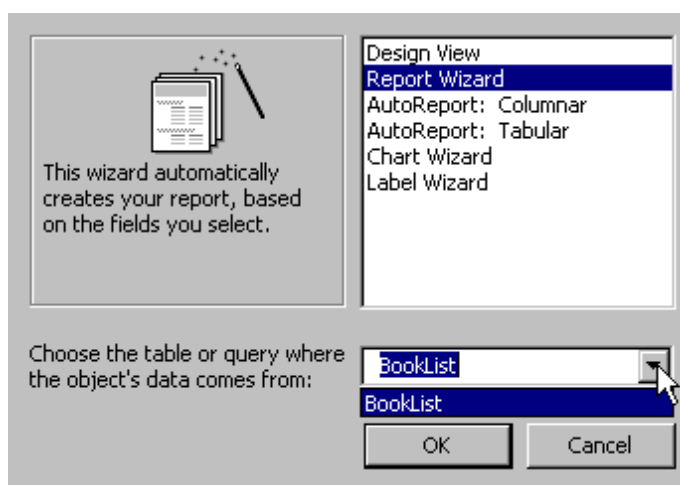 This wizard automatically
creates your report, based
on the fields you select.
Design View
Report Wizard
AutoReport:  Columnar
AutoReport:  Tabular
Chart Wizard
Label Wizard
Choose the table or query where
the object's data comes from:
BookList
BookList
OK
Cancel